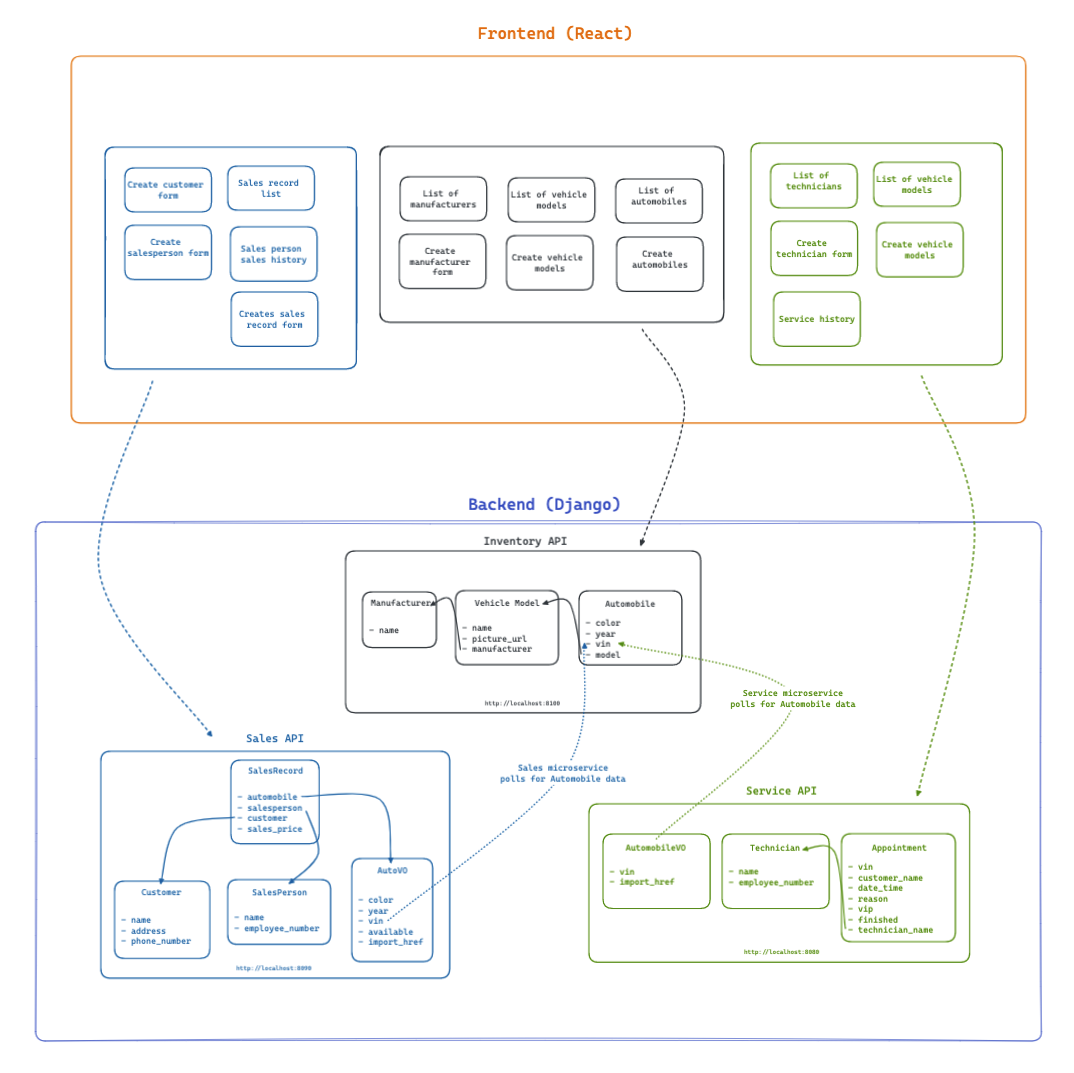 Frontend (React)
Create customer
form
Sales record
list
Create
salesperson form
Sales person
sales history
Creates sales
record form
List of
manufacturers
List of vehicle
models
List of
automobiles
Create
manufacturer
form
Create vehicle
models
Create
automobiles
List of
technicians
List of vehicle
models
Create
technician form
Create vehicle
models
Service history
Backend (Django)
Inventory API
Manufacturer
- name
Vehicle Model
- name
- picture_url
- manufacturer
Automobile
- color
- year
- vin
- model
http://localhost:8100
Service microservice
polls for Automobile data
Sales microservice
polls for Automobile data
Sales API
SalesRecord
- automobile
- salesperson
- customer
- sales_price
Customer
- name
- address
- phone_number
SalesPerson
- name
- employee_number
AutoVO
- color
- year
- vin
- available
- import_href
http://localhost:8090
Service API
AutomobileVO
- vin
- import_href
Technician
- name
- employee_number
Appointment
- vin
- customer_name
- date_time
- reason
- vip
- finished
- technician_name
http://localhost:8080